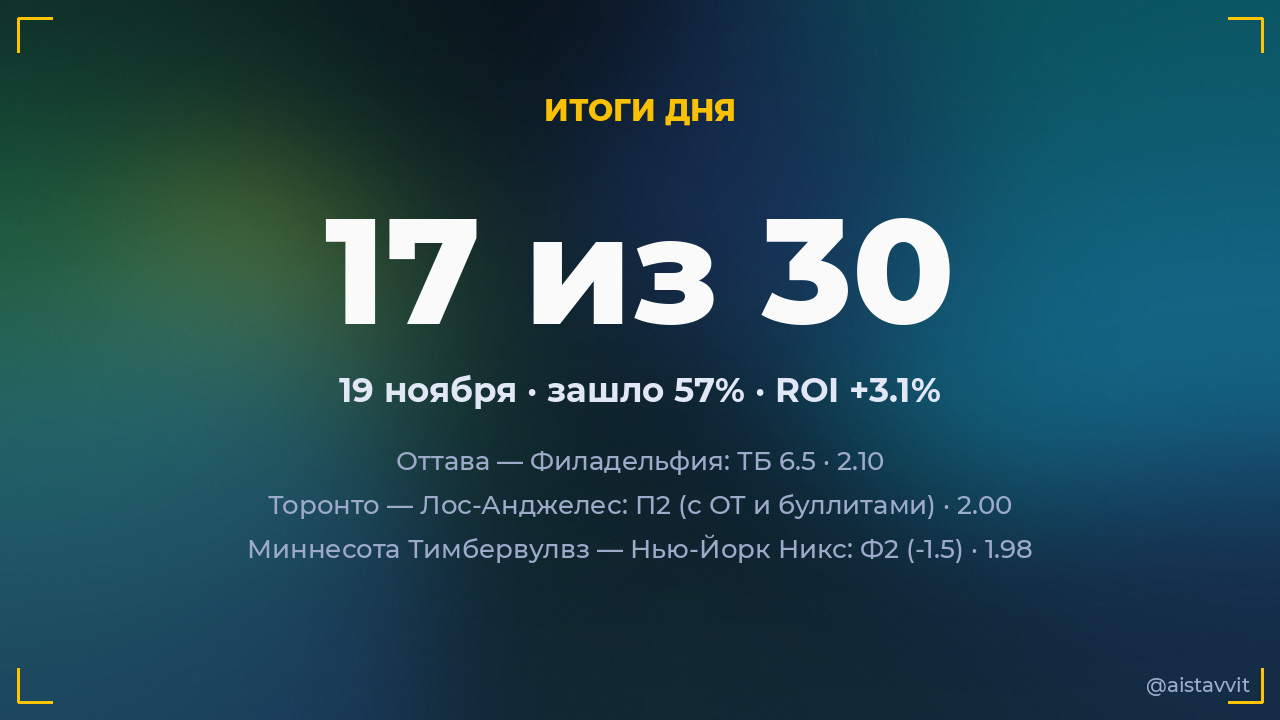 ИТОГИ ДНЯ
17 из 30
19 ноября · зашло 57% · ROI +3.1%
Оттава — Филадельфия: ТБ 6.5 · 2.10
Торонто — Лос-Анджелес: П2 (с ОТ и буллитами) · 2.00
Миннесота Тимбервулвз — Нью-Йорк Никс: Ф2 (-1.5) · 1.98
@aistavvit